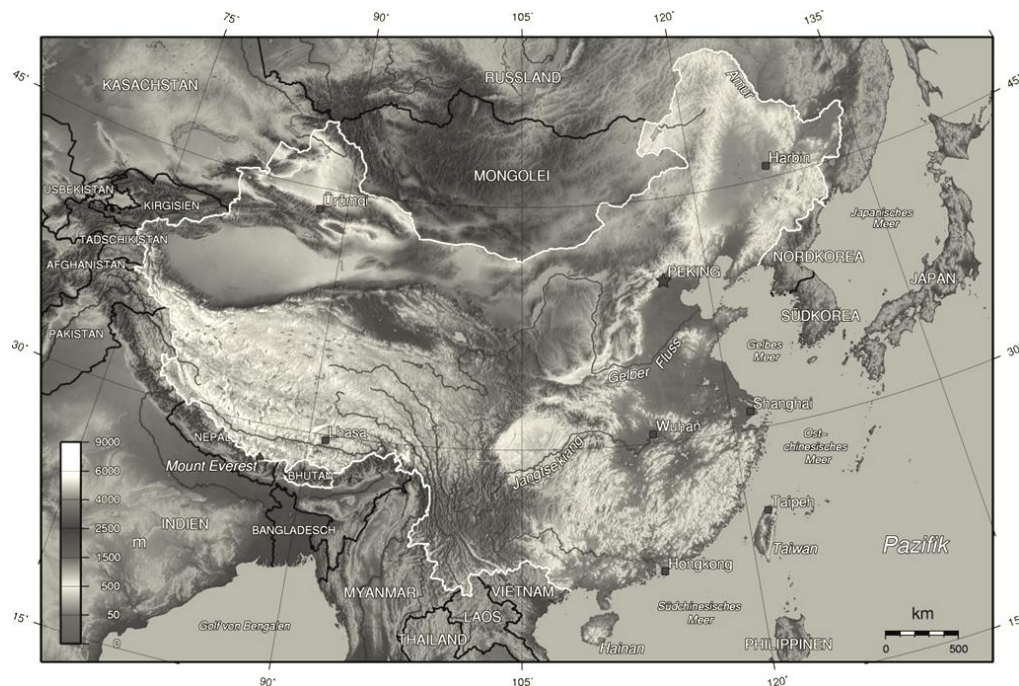 75°
90°
105°
120°
135°
45°
45°
KASACHSTAN
RUSSLAND
Amur
MONGOLEI
Harbin
USBEKISTAN
KIRGISIEN
Ürümqi
Japanisches
Meer
TADSCHIKISTAN
AFGHANISTAN
PEKING
NORDKOREA
JAPAN
PAKISTAN
SÜDKOREA
30°
30°
Gelber Fluss
Gelbes
Meer
Shanghai
Lhasa
Wuhan
Ost-
chinesisches
Meer
NEPAL
Mount Everest
BHUTAN
Jangtsekiang
9000
6000
4000
2500
1500
500
50
0
m
INDIEN
BANGLADESCH
Taipeh
Taiwan
Pazifik
MYANMAR
VIETNAM
Hongkong
LAOS
Südchinesisches
Meer
km
0
500
15°
15°
Golf von Bengalen
THAILAND
Hainan
PHILIPPINEN
90°
105°
120°